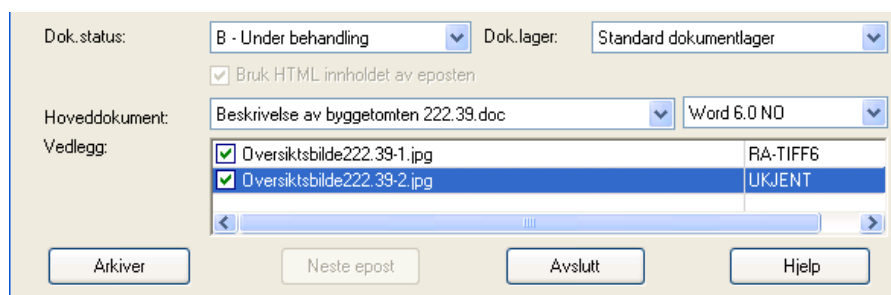 Dok.status: B - Under behandling Dok.lager: Standard dokumentlager
Bruk HTML innholdet av eposten
Hoveddokument: Beskrivelse av byggetomten 222.39.doc Word 6.0 NO
Vedlegg: Oversiktsbilde222.39-1.jpg RA-TIFF6
Oversiktsbilde222.39-2.jpg UKJENT
Arkiver Neste epost Avslutt Hjelp